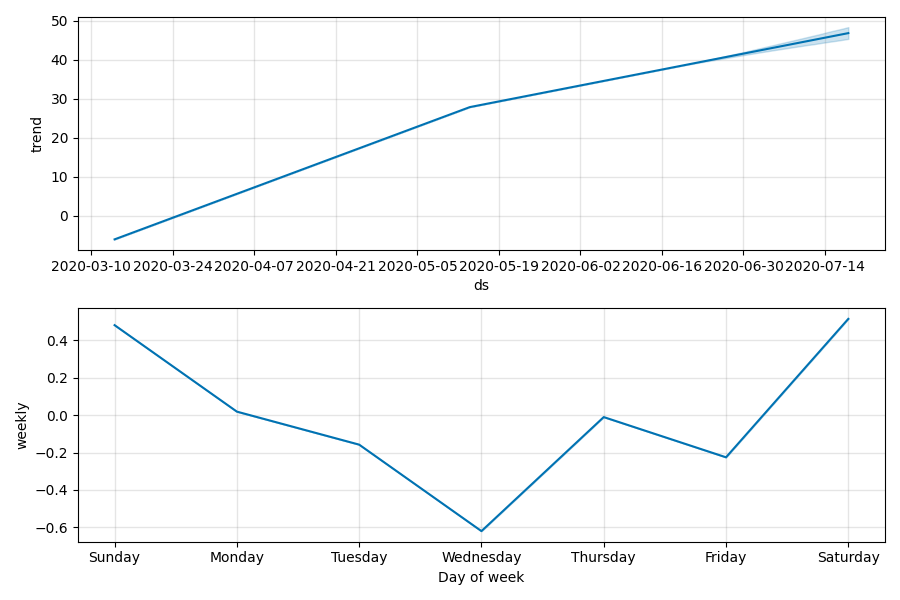 50
40
30
20
10
0
trend
2020-03-10 2020-03-24 2020-04-07 2020-04-21 2020-05-05 2020-05-19 2020-06-02 2020-06-16 2020-06-30 2020-07-14
ds
0.4
0.2
0.0
−0.2
−0.4
−0.6
weekly
Sunday Monday Tuesday Wednesday Thursday Friday Saturday
Day of week